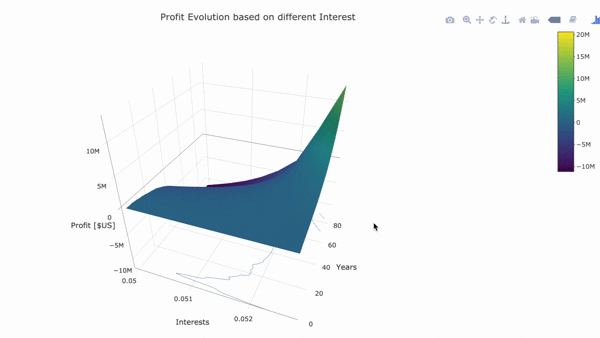 Profit Evolution based on different Interest
20M
15M
10M
5M
0
−5M
−10M
10M
5M
0
Profit [$US]
−5M
−10M
0.05
0.051
0.052
Interests
80
60
40
Years
20
0